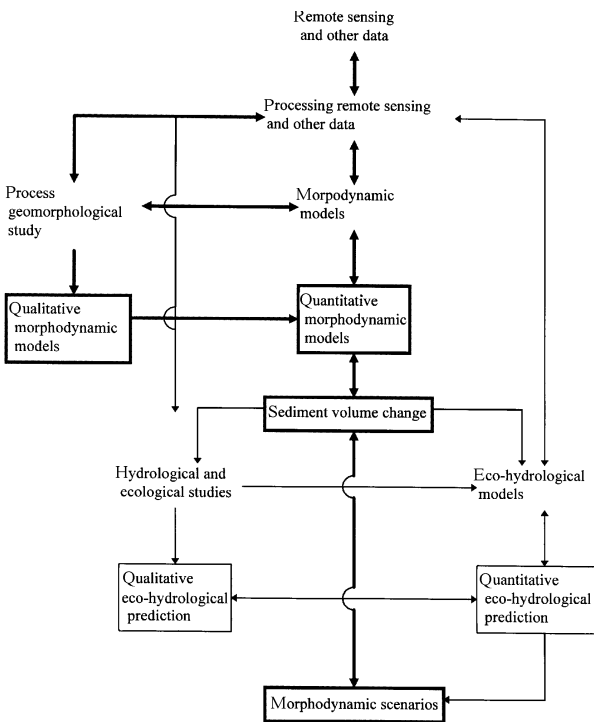 Remote sensing
and other data
Processing remote sensing
and other data
Process
geomorphological
study
Morpodynamic
models
Qualitative
morphodynamic
models
Quantitative
morphodynamic
models
Sediment volume change
Hydrological and
ecological studies
Eco-hydrological
models
Qualitative
eco-hydrological
prediction
Quantitative
eco-hydrological
prediction
Morphodynamic scenarios